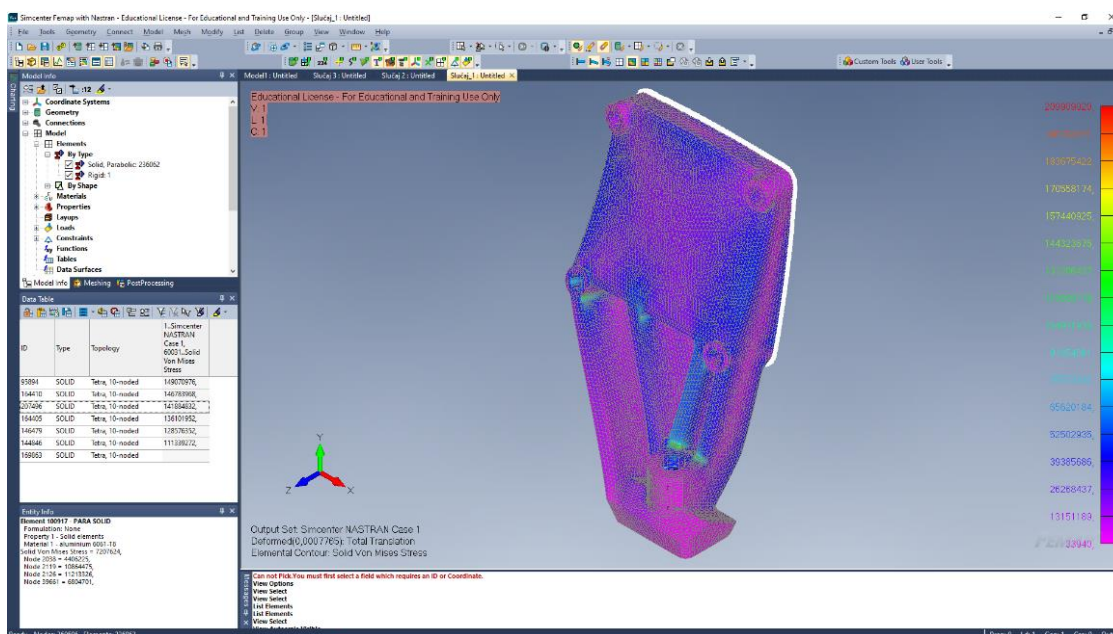 Simcenter Femap with Nastran - Educational License - For Educational and Training Use Only - [Slučaj_1 : Untitled]
File Tools Geometry Connect Model Mesh Modify List Delete Group View Window Help
Custom Tools User Tools
Model Info
Model1 : Untitled Slučaj 3 : Untitled Slučaj 2 : Untitled Slučaj_1 : Untitled
Charting
Coordinate Systems
Geometry
Connections
Model
Elements
By Type
Solid, Parabolic: 236062
Rigid: 1
By Shape
Materials
Properties
Layups
Loads
Constraints
Functions
Tables
Data Surfaces
Model Info Meshing PostProcessing
Data Table
ID Type Topology 1..Simcenter NASTRAN Case 1, 60031..Solid Von Mises Stress
95894 SOLID Tetra, 10-noded 149070976,
164410 SOLID Tetra, 10-noded 146783968,
207496 SOLID Tetra, 10-noded 141884832,
164405 SOLID Tetra, 10-noded 136101952,
146479 SOLID Tetra, 10-noded 128576352,
144846 SOLID Tetra, 10-noded 111339272,
169863 SOLID Tetra, 10-noded
Entity Info
Element 100917 - PARA SOLID
Formulation: None
Property 1 - Solid elements
Material 1 - aluminium 6061-T6
Solid Von Mises Stress = 7207624,
Node 2038 = 4406225,
Node 2119 = 10864475,
Node 2126 = 11213326,
Node 39661 = 6804701,
Educational License - For Educational and Training Use Only
V: 1
L: 1
C: 1
Y
Z
X
Output Set: Simcenter NASTRAN Case 1
Deformed(0,0007765): Total Translation
Elemental Contour: Solid Von Mises Stress
183675423,
170558174,
157440925,
144323675,
65620184,
52502935,
39385686,
26268437,
13151189,
33940,
Messages
Can not Pick.You must first select a field which requires an ID or Coordinate.
View Options
View Select
View Select
List Elements
List Elements
View Select